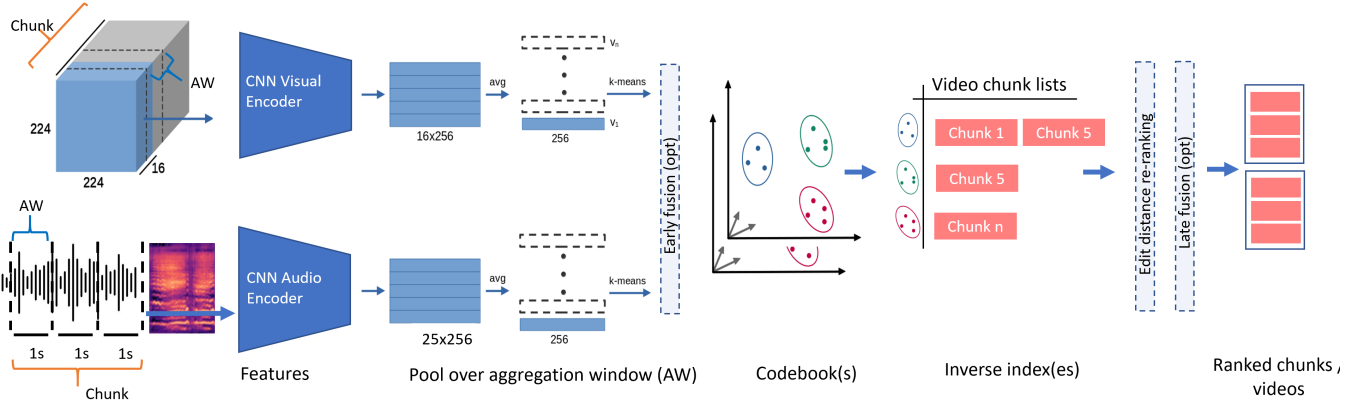 Chunk
AW
224
224
16
CNN Visual
Encoder
16x256
avg
Vn
V1
256
k-means
Early fusion (opt)
AW
1s
1s
1s
Chunk
CNN Audio
Encoder
Features
25x256
avg
256
k-means
Pool over aggregation window (AW)
Codebook(s)
Video chunk lists
Chunk 1
Chunk 5
Chunk 5
Chunk n
Inverse index(es)
Edit distance re-ranking
Late fusion (opt)
Ranked chunks /
videos